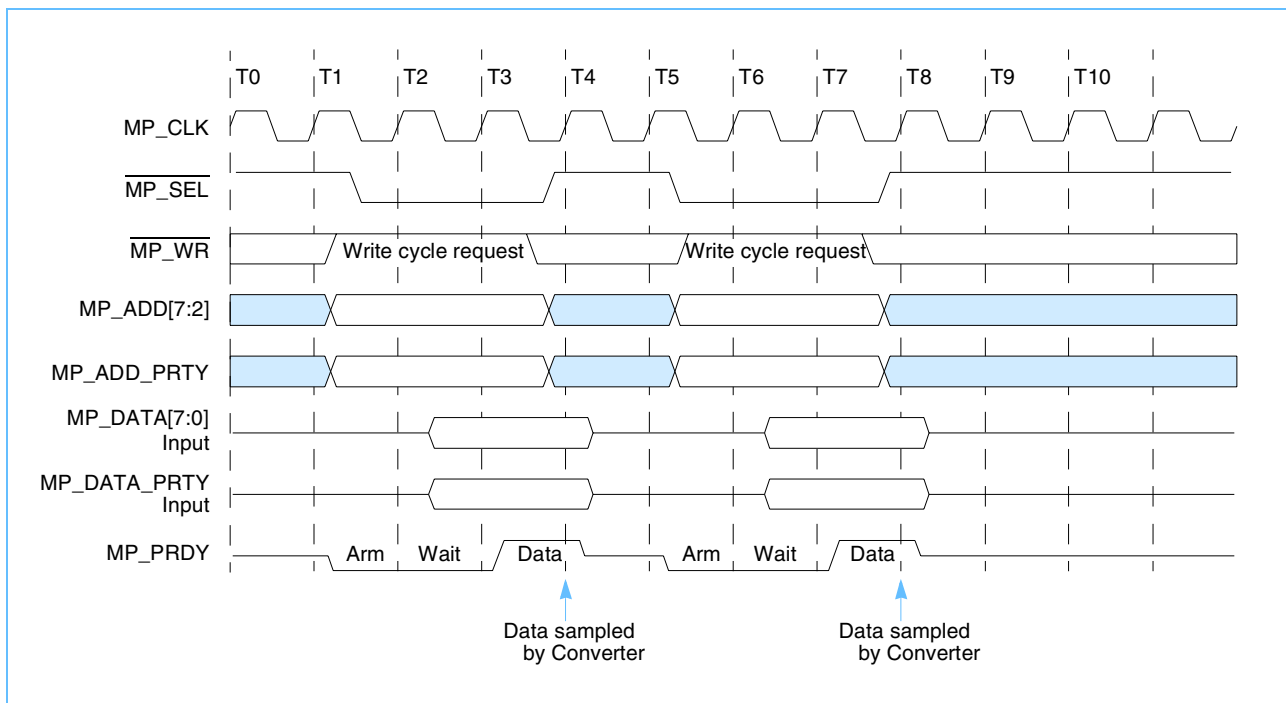 T0 T1 T2 T3 T4 T5 T6 T7 T8 T9 T10
MP_CLK
MP_SEL
MP_WR Write cycle request Write cycle request
MP_ADD[7:2]
MP_ADD_PRTY
MP_DATA[7:0]
Input
MP_DATA_PRTY
Input
MP_PRDY Arm Wait Data Arm Wait Data
Data sampled Data sampled
by Converter by Converter